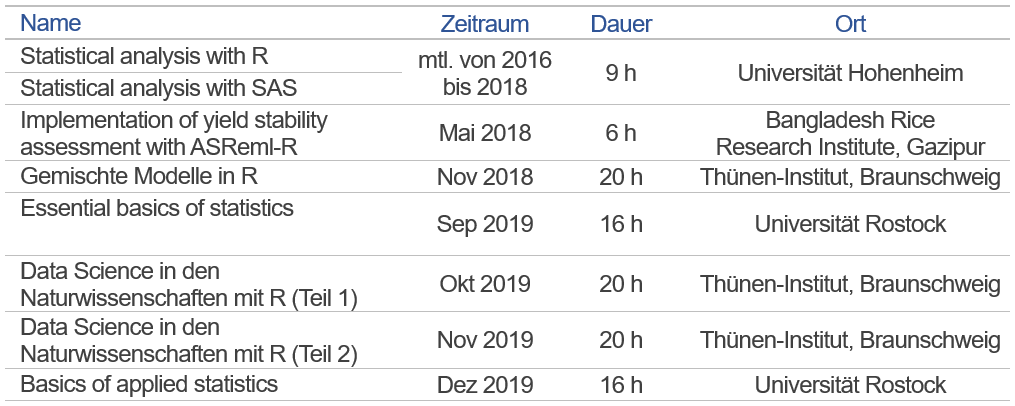 Name Zeitraum Dauer Ort
Statistical analysis with R
Statistical analysis with SAS
mtl. von 2016
bis 2018
9 h
Universität Hohenheim
Implementation of yield stability
assessment with ASReml-R
Mai 2018
6 h
Bangladesh Rice
Research Institute, Gazipur
Gemischte Modelle in R Nov 2018 20 h Thünen-Institut, Braunschweig
Essential basics of statistics
Sep 2019 16 h Universität Rostock
Data Science in den
Naturwissenschaften mit R (Teil 1)
Okt 2019 20 h Thünen-Institut, Braunschweig
Data Science in den
Naturwissenschaften mit R (Teil 2)
Nov 2019 20 h Thünen-Institut, Braunschweig
Basics of applied statistics Dez 2019 16 h Universität Rostock